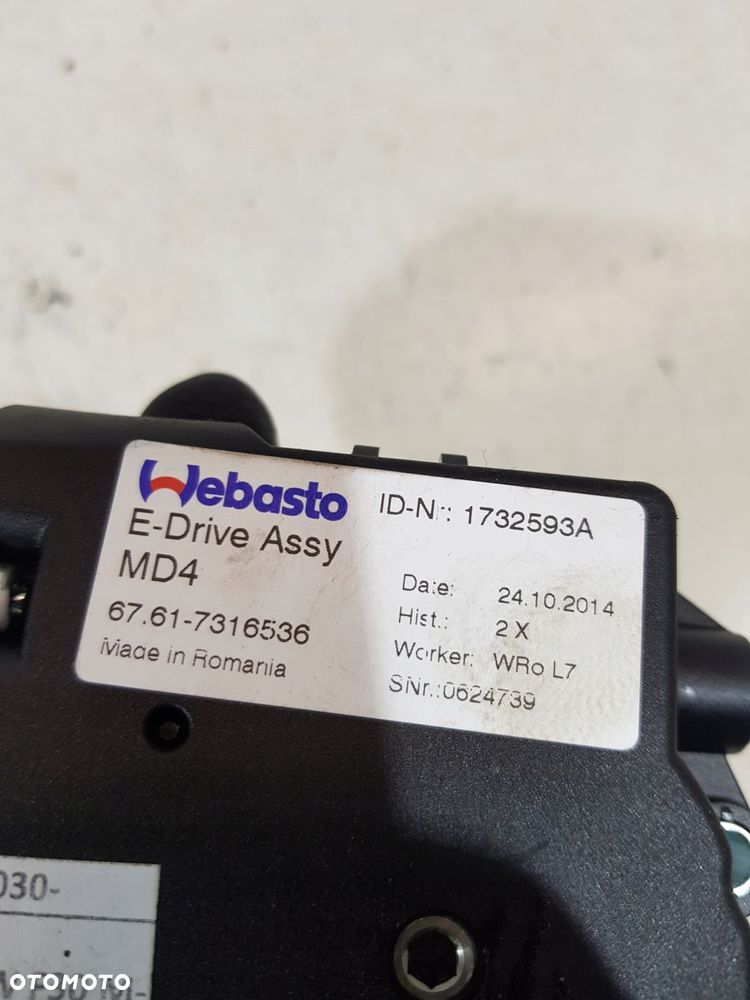 Webasto
E-Drive Assy
MD4
67.61-7316536
Made in Romania
ID-Nr: 1732593A
Date: 24.10.2014
Hist.: 2 X
Worker: WRo L7
SNr.:0624739
030-
OTOMOTO